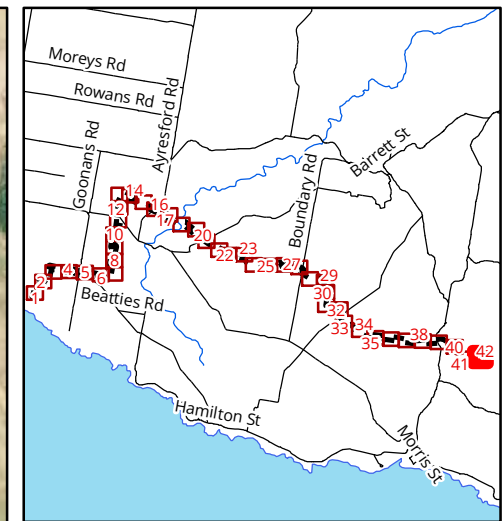 Moreys Rd
Rowans Rd
Ayresford Rd
Goonans Rd
Barrett St
Boundary Rd
14
16
12
17
10
20
22
23
8
25
27
4
5
6
29
2
1
Beatties Rd
30
32
33
34
35
38
40
42
41
Hamilton St
Morris St